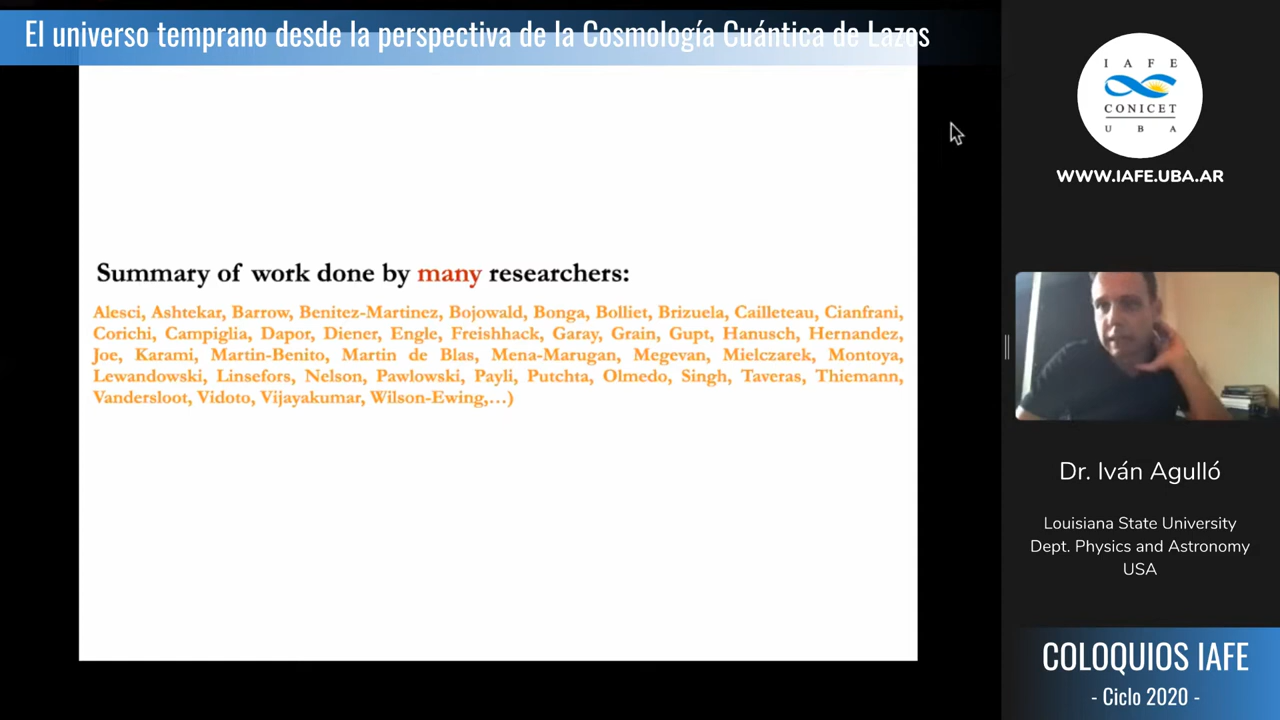 El universo temprano desde la perspectiva de la Cosmología Cuántica de Lazos
Summary of work done by many researchers:
Alesci, Ashtekar, Barrow, Benitez-Martinez, Bojowald, Bonga, Bolliet, Brizuela, Cailleteau, Cianfrani,
Corichi, Campiglia, Dapor, Diener, Engle, Freishhack, Garay, Grain, Gupt, Hanusch, Hernandez,
Joe, Karami, Martin-Benito, Martin de Blas, Mena-Marugan, Megevan, Mielczarek, Montoya,
Lewandowski, Linsefors, Nelson, Pawlowski, Payli, Putchta, Olmedo, Singh, Taveras, Thiemann,
Vandersloot, Vidoto, Vijayakumar, Wilson-Ewing,...)
IAFE
CONICET
UBA
WWW.IAFE.UBA.AR
Dr. Iván Agulló
Louisiana State University
Dept. Physics and Astronomy
USA
COLOQUIOS IAFE
- Ciclo 2020 -